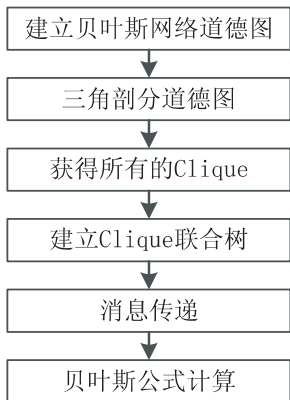 建立贝叶斯网络道德图
三角剖分道德图
获得所有的Clique
建立Clique联合树
消息传递
贝叶斯公式计算